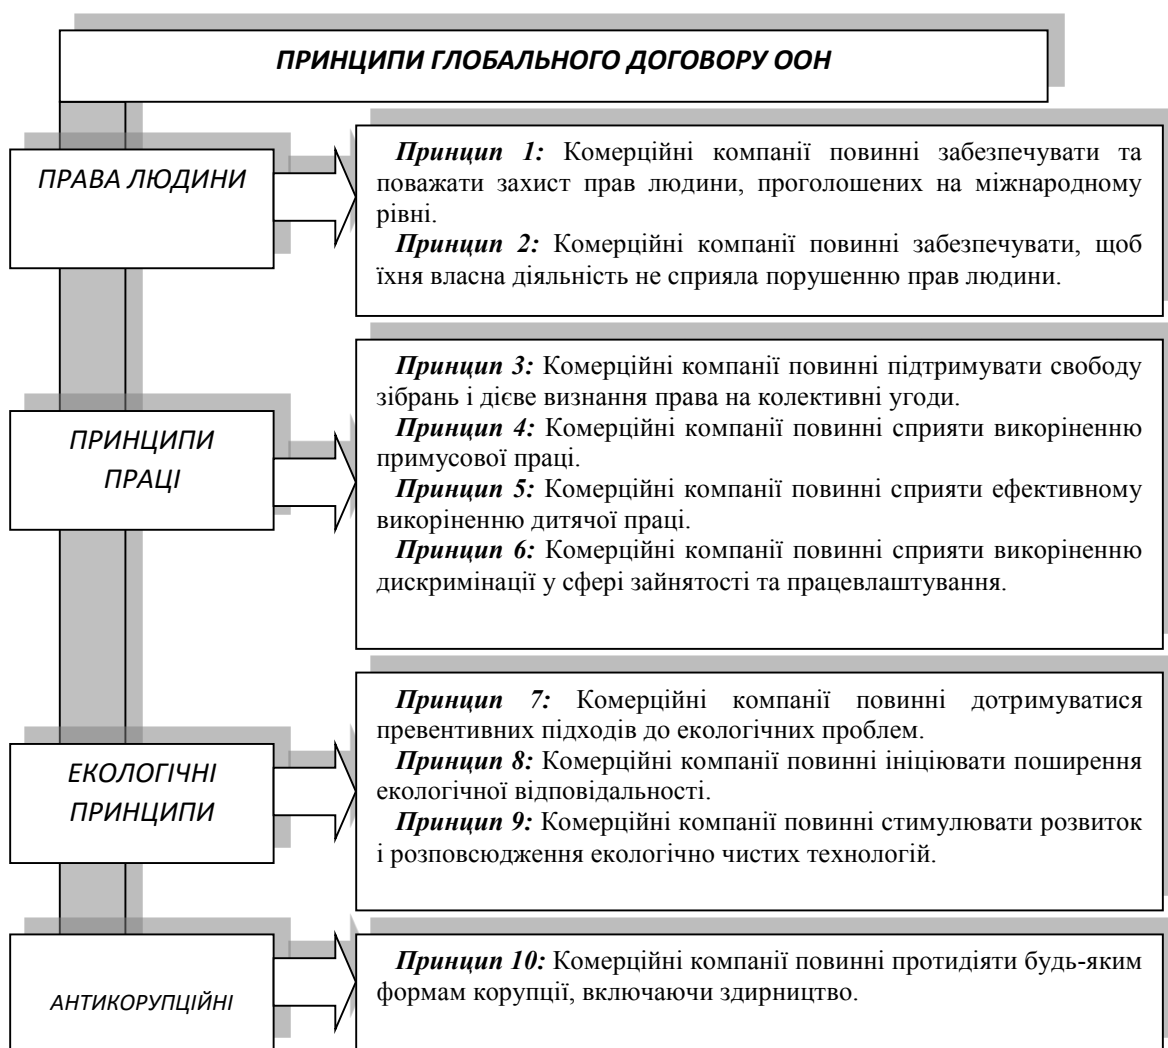 ПРИНЦИПИ ГЛОБАЛЬНОГО ДОГОВОРУ ООН
ПРАВА ЛЮДИНИ
Принцип 1: Комерційні компанії повинні забезпечувати та
поважати захист прав людини, проголошених на міжнародному
рівні.
Принцип 2: Комерційні компанії повинні забезпечувати, щоб
їхня власна діяльність не сприяла порушенню прав людини.
ПРИНЦИПИ
ПРАЦІ
Принцип 3: Комерційні компанії повинні підтримувати свободу
зібрань і дієве визнання права на колективні угоди.
Принцип 4: Комерційні компанії повинні сприяти викоріненню
примусової праці.
Принцип 5: Комерційні компанії повинні сприяти ефективному
викоріненню дитячої праці.
Принцип 6: Комерційні компанії повинні сприяти викоріненню
дискримінації у сфері зайнятості та працевлаштування.
ЕКОЛОГІЧНІ
ПРИНЦИПИ
Принцип 7: Комерційні компанії повинні дотримуватися
превентивних підходів до екологічних проблем.
Принцип 8: Комерційні компанії повинні ініціювати поширення
екологічної відповідальності.
Принцип 9: Комерційні компанії повинні стимулювати розвиток
і розповсюдження екологічно чистих технологій.
АНТИКОРУПЦІЙНІ
Принцип 10: Комерційні компанії повинні протидіяти будь-яким
формам корупції, включаючи здирництво.